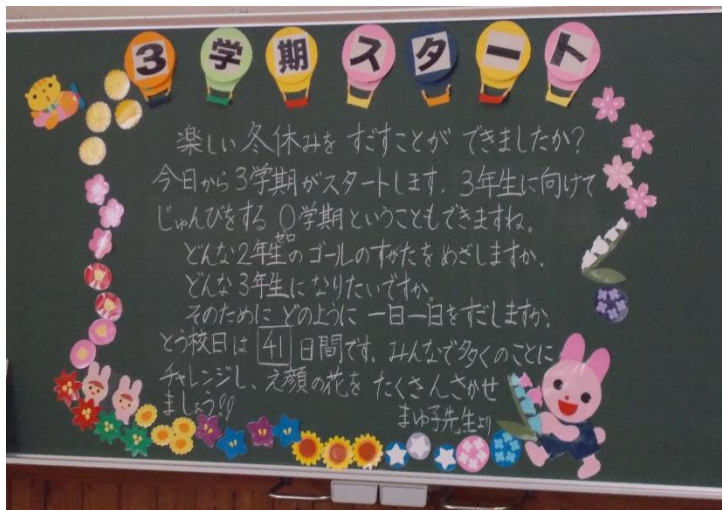 3学期スタート
楽しい冬休みをすごすことができましたか?
今日から3学期がスタートします。3年生に向けて
じゅんびをする0学期ということもできますね。
ゼロ
どんな2年生のゴールのすがたをめざしますか。
どんな3年生になりたいですか。
そのためにどのように一日一日をすごしますか。
とう校日は41日間です。みんなで多くのことに
チャレンジし、え顔の花をたくさんさかせ
ましょう!!
まゆ子先生より